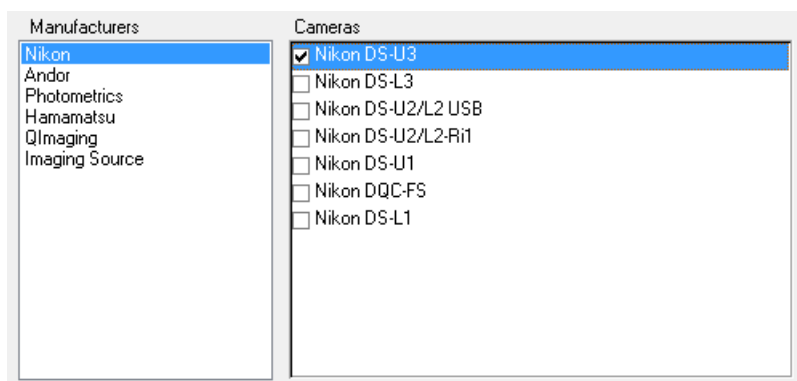 Manufacturers
Nikon
Andor
Photometrics
Hamamatsu
QImaging
Imaging Source
Cameras
Nikon DS-U3
Nikon DS-L3
Nikon DS-U2/L2 USB
Nikon DS-U2/L2-Ri1
Nikon DS-U1
Nikon DQC-FS
Nikon DS-L1